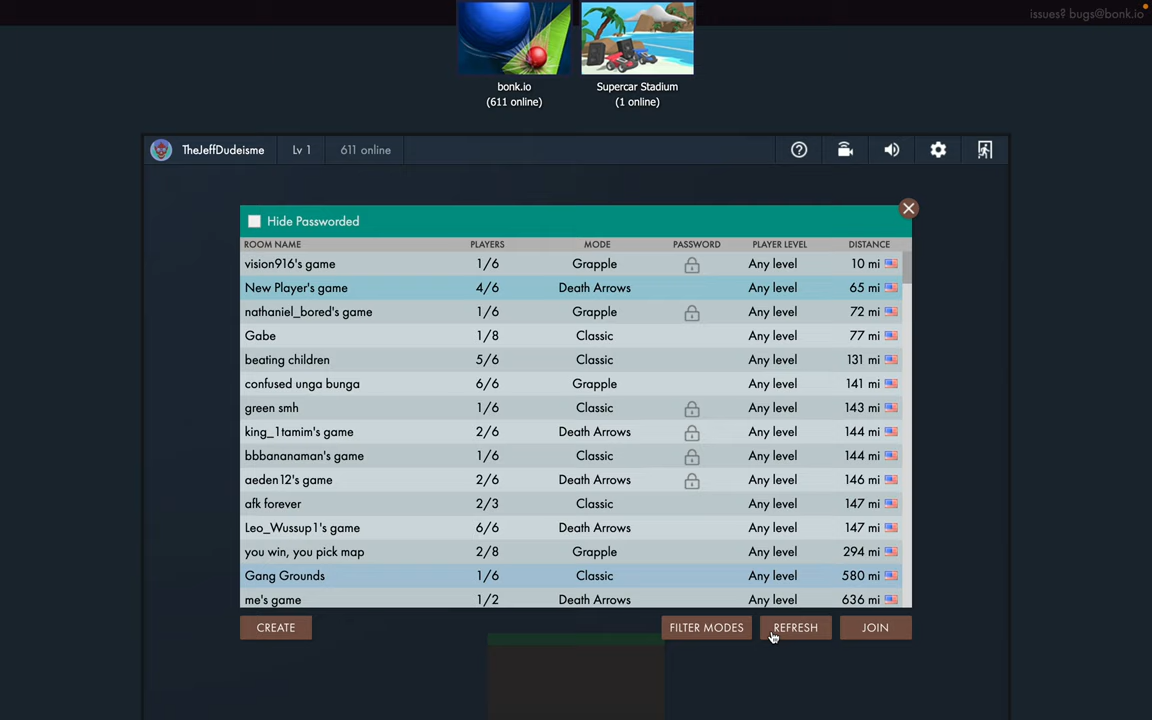 issues? bugs@bonk.io
bonk.io
(611 online)
Supercar Stadium
(1 online)
TheJeffDudeisme Lv 1 611 online
Hide Passworded
ROOM NAME PLAYERS MODE PASSWORD PLAYER LEVEL DISTANCE
vision916's game 1/6 Grapple Any level 10 mi
New Player's game 4/6 Death Arrows Any level 65 mi
nathaniel_bored's game 1/6 Grapple Any level 72 mi
Gabe 1/8 Classic Any level 77 mi
beating children 5/6 Classic Any level 131 mi
confused unga bunga 6/6 Grapple Any level 141 mi
green smh 1/6 Classic Any level 143 mi
king_1tamim's game 2/6 Death Arrows Any level 144 mi
bbbananaman's game 1/6 Classic Any level 144 mi
aeden12's game 2/6 Death Arrows Any level 146 mi
afk forever 2/3 Classic Any level 147 mi
Leo_Wussup1's game 6/6 Death Arrows Any level 147 mi
you win, you pick map 2/8 Grapple Any level 294 mi
Gang Grounds 1/6 Classic Any level 580 mi
me's game 1/2 Death Arrows Any level 636 mi
CREATE FILTER MODES REFRESH JOIN